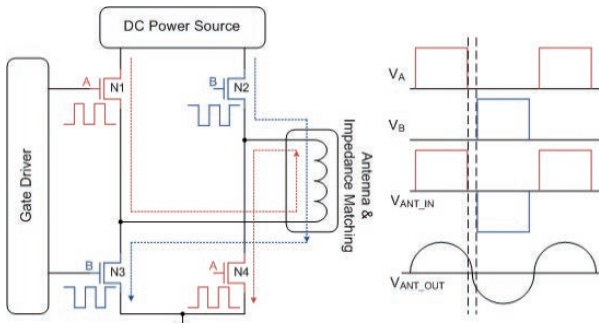 DC Power Source
Gate Driver
A
N1
B
N2
B
N3
A
N4
Antenna &
Impedance Matching
V_A
V_B
V_ANT_IN
V_ANT_OUT